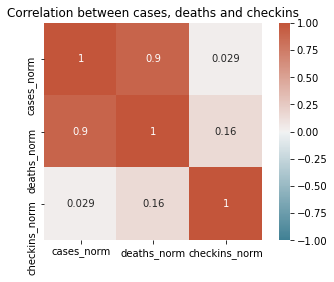 Correlation between cases, deaths and checkins
cases_norm
deaths_norm
checkins_norm
1 0.9 0.029
0.9 1 0.16
0.029 0.16 1
cases_norm deaths_norm checkins_norm
1.00
0.75
0.50
0.25
0.00
−0.25
−0.50
−0.75
−1.00